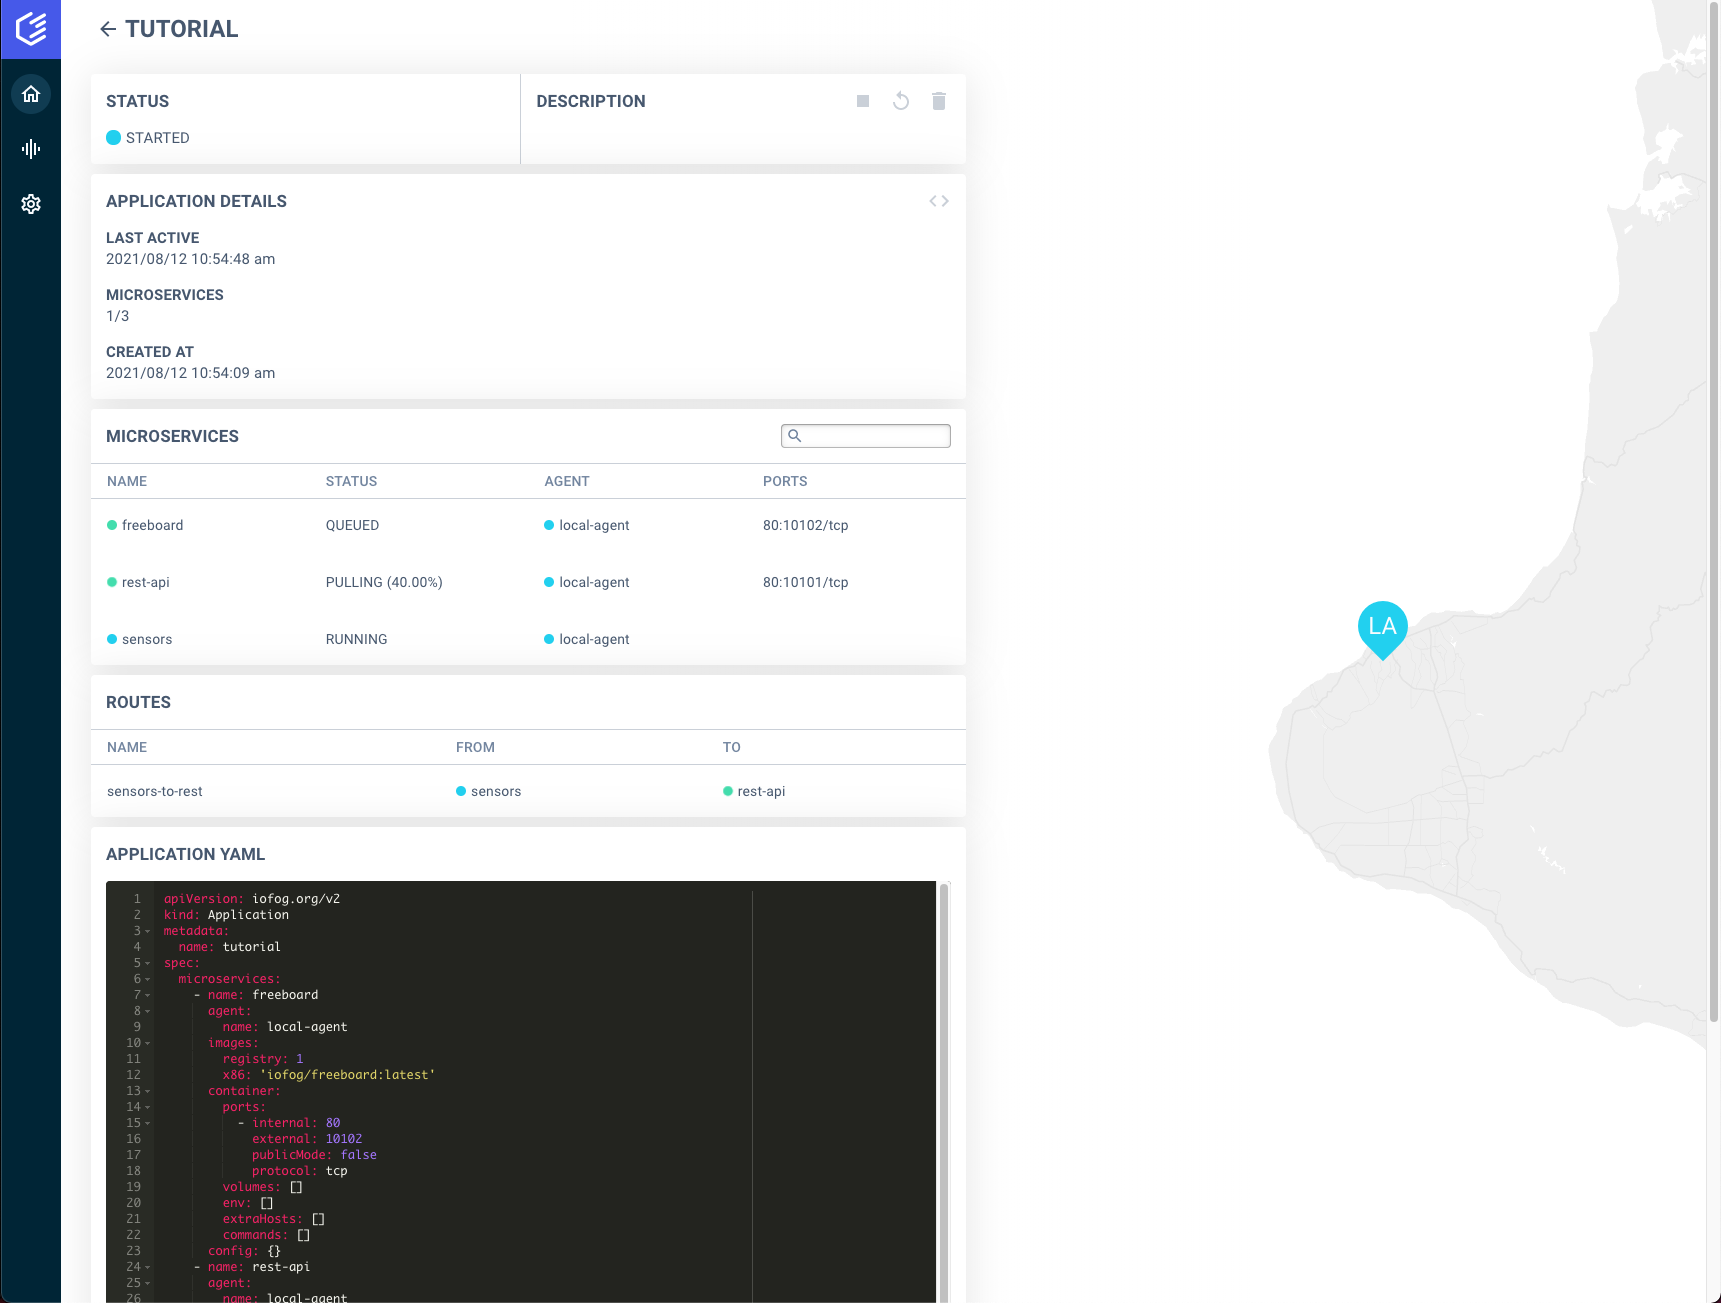 TUTORIAL
STATUS
DESCRIPTION
STARTED
APPLICATION DETAILS
LAST ACTIVE
2021/08/12 10:54:48 am
MICROSERVICES
1/3
CREATED AT
2021/08/12 10:54:09 am
MICROSERVICES
NAME STATUS AGENT PORTS
freeboard QUEUED local-agent 80:10102/tcp
rest-api PULLING (40.00%) local-agent 80:10101/tcp
sensors RUNNING local-agent
ROUTES
NAME FROM TO
sensors-to-rest sensors rest-api
APPLICATION YAML
1 apiVersion: iofog.org/v2
2 kind: Application
3 metadata:
4 name: tutorial
5 spec:
6 microservices:
7 - name: freeboard
8 agent:
9 name: local-agent
10 images:
11 registry: 1
12 x86: 'iofog/freeboard:latest'
13 container:
14 ports:
15 - internal: 80
16 external: 10102
17 publicMode: false
18 protocol: tcp
19 volumes: []
20 env: []
21 extraHosts: []
22 commands: []
23 config: {}
24 - name: rest-api
25 agent:
26 name: local-agent
LA